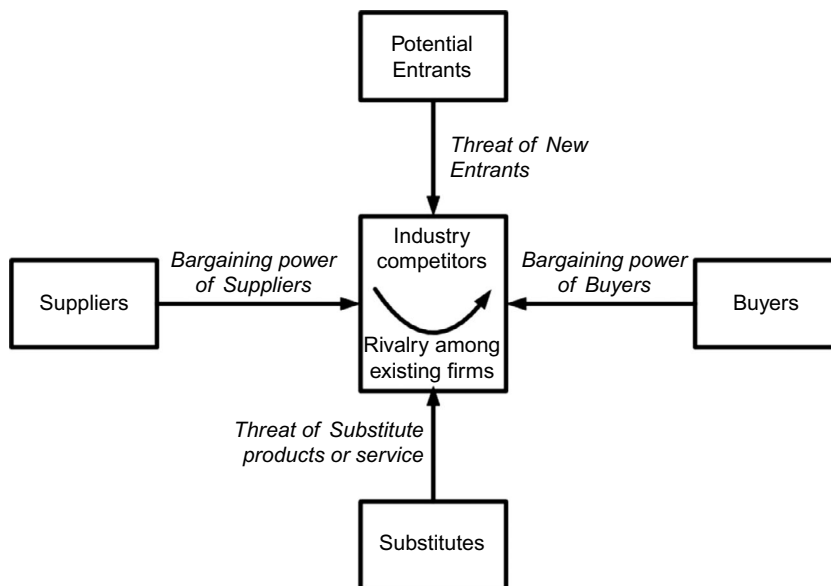 Potential
Entrants
Threat of New
Entrants
Industry
competitors
Bargaining power
of Suppliers
Bargaining power
of Buyers
Suppliers
Buyers
Rivalry among
existing firms
Threat of Substitute
products or service
Substitutes